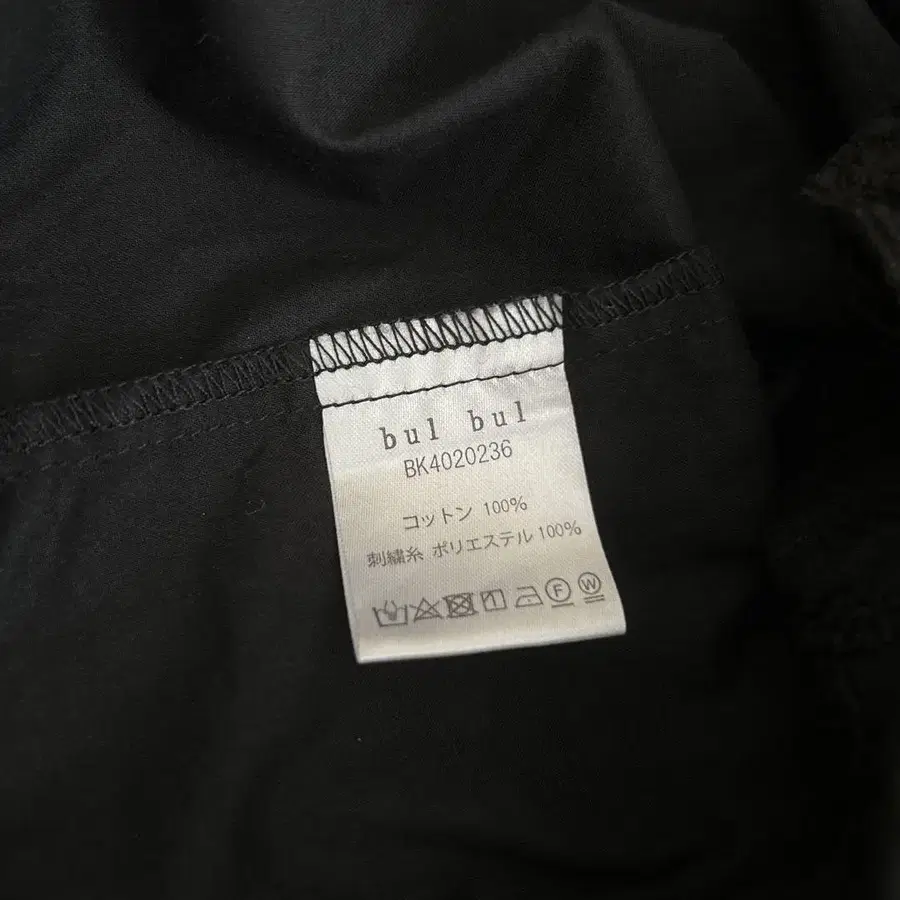 bul bul
BK4020236
コットン 100%
刺繍糸 ポリエステル 100%
F W